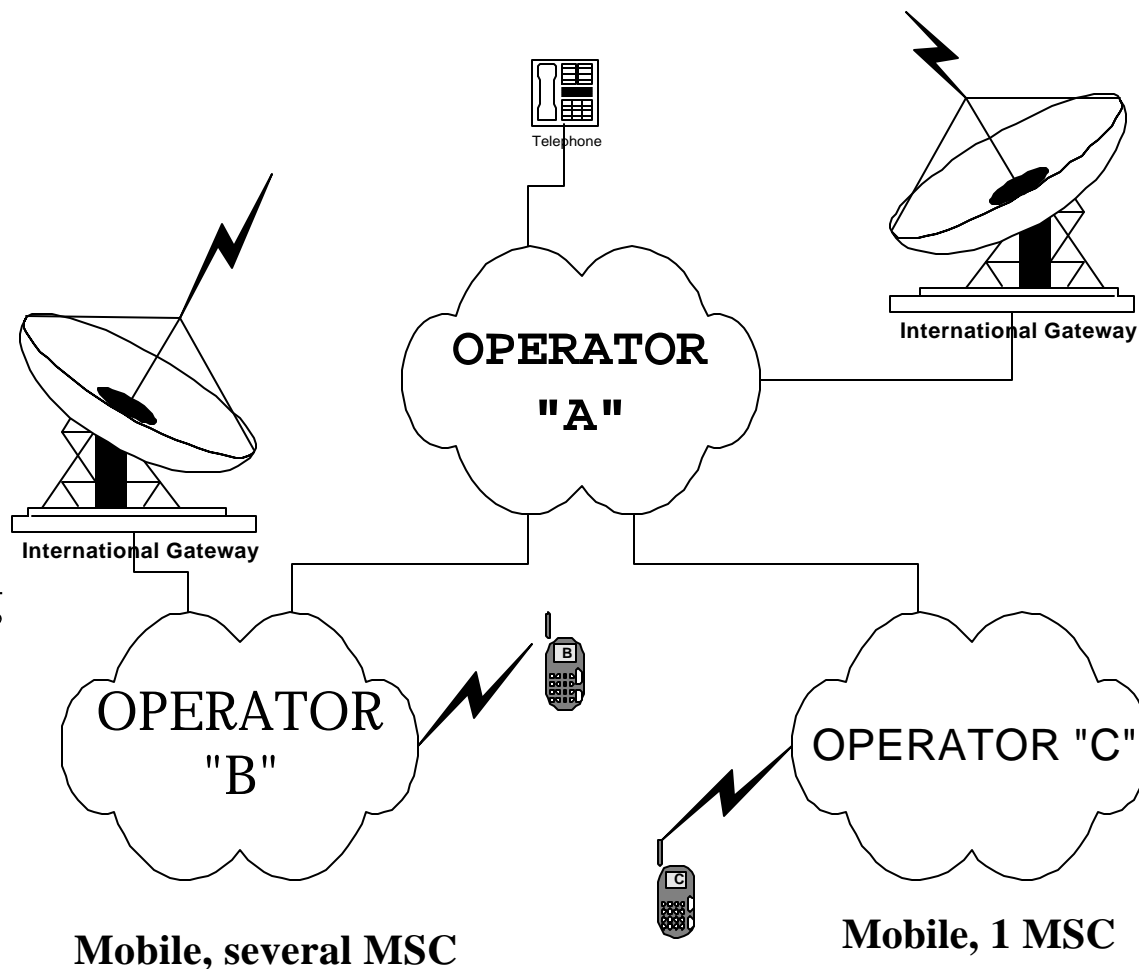 Telephone
International Gateway
OPERATOR
"A"
International Gateway
B
OPERATOR
"B"
OPERATOR "C"
C
Mobile, several MSC
Mobile, 1 MSC